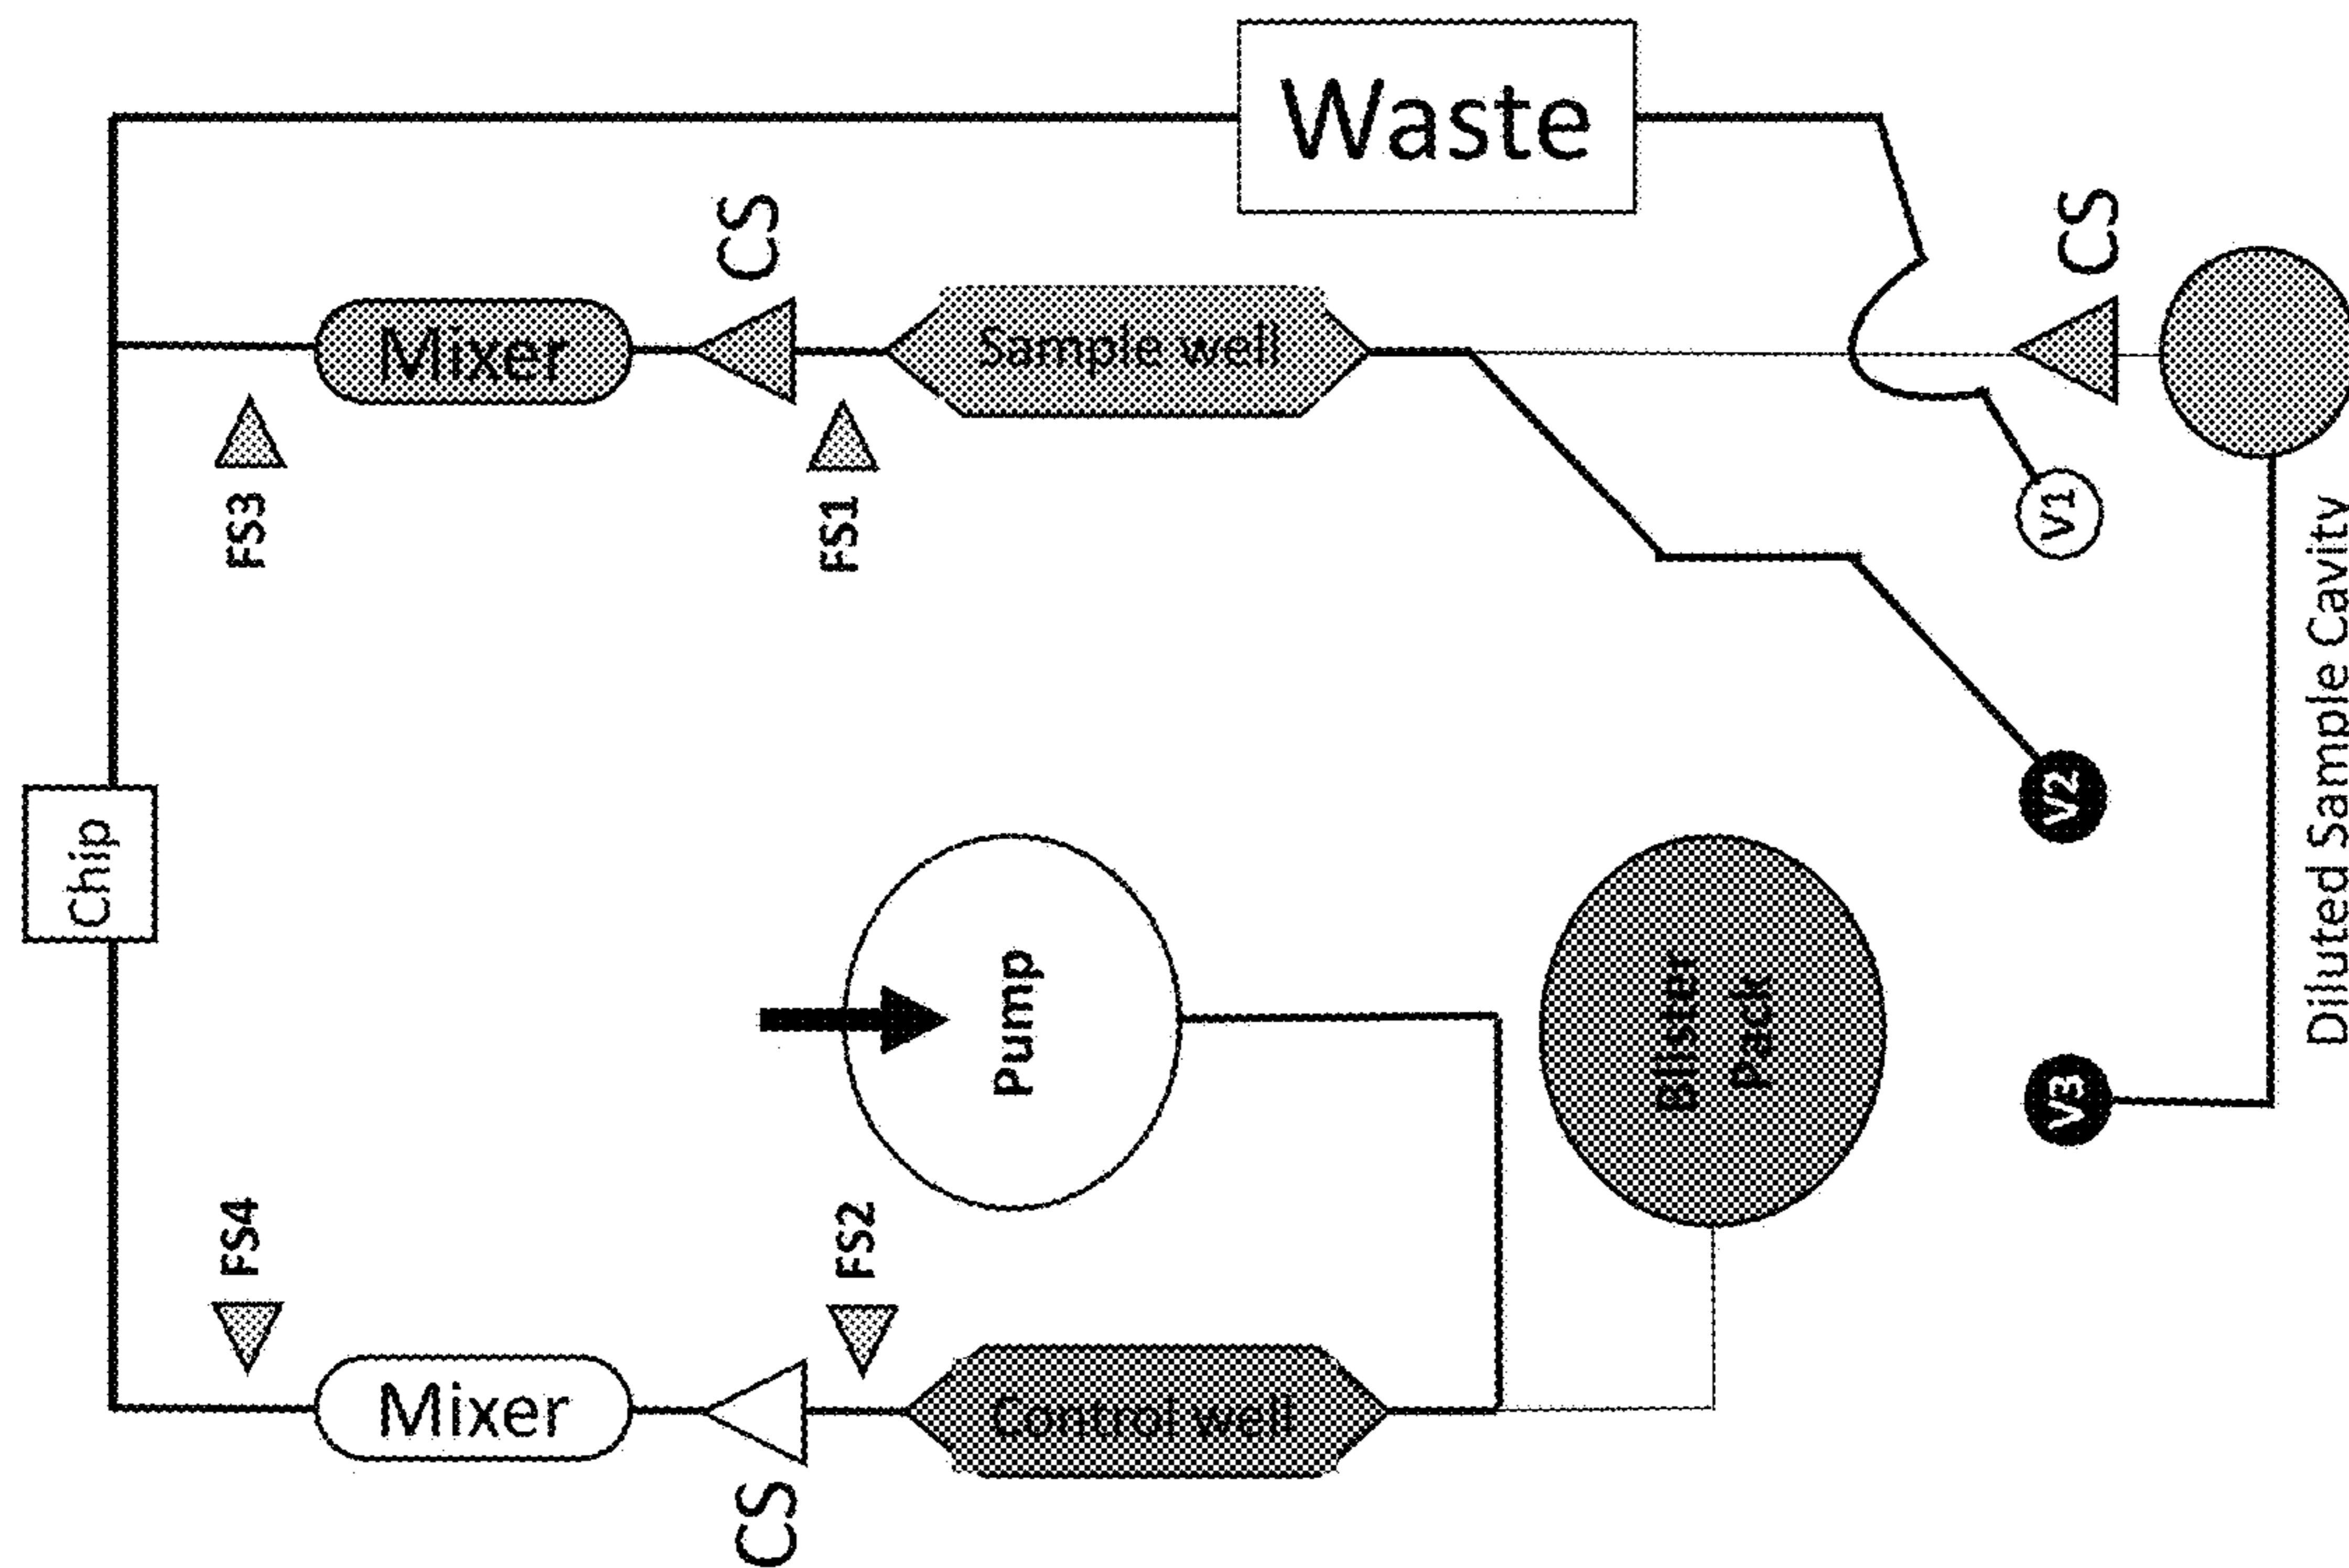 Waste
CS
CS
Mixer
Sample well
FS3
FS1
V1
Chip
V2
Pump
Blister
Pack
V3
Diluted Sample Cavity
FS4
FS2
Mixer
Control well
CS